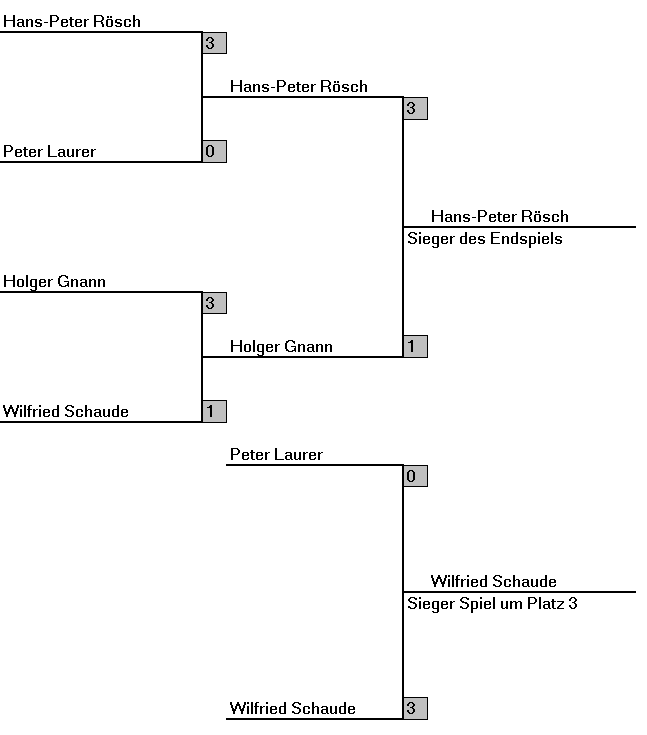 Hans-Peter Rösch
3
Hans-Peter Rösch
3
Peter Laurer
0
Hans-Peter Rösch
Sieger des Endspiels
Holger Gnann
3
Holger Gnann
1
Wilfried Schaude
1
Peter Laurer
0
Wilfried Schaude
Sieger Spiel um Platz 3
Wilfried Schaude
3